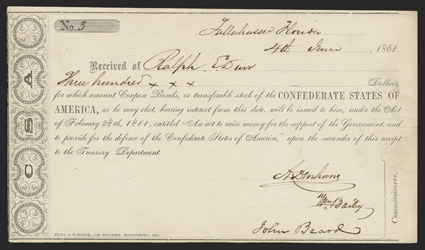 No. 3
Tallahassee Florida
4th June, 1861.
Received of Ralph E Durr
Three hundred x x x Dollars,
for which amount Coupon Bonds, or transferable stock of the CONFEDERATE STATES OF
AMERICA, as he may elect, bearing interest from this date, will be issued to him, under the Act
of February 28th, 1861, entitled "An act to raise money for the support of the Government, and
to provide for the defence of the Confederate States of America," upon the surrender of this receipt
to the Treasury Department.
Wm Bailey
John Beard
Commissioners.
C S A
PRINTERS, MONTGOMERY, ALA.